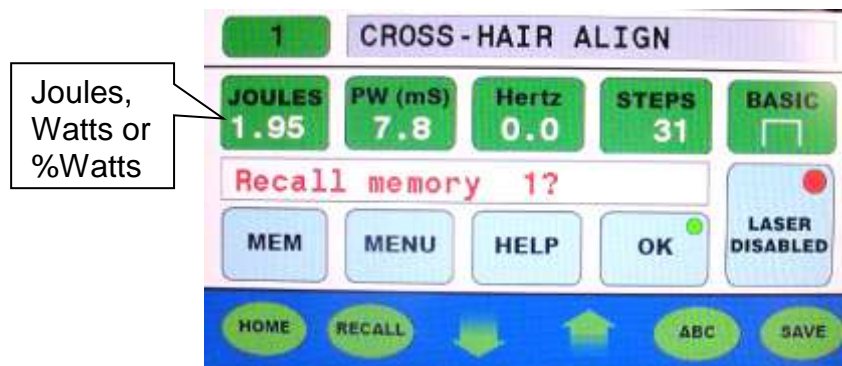 1 CROSS-HAIR ALIGN
Joules,
Watts or
%Watts
JOULES PW (mS) Hertz STEPS BASIC
1.95 7.8 0.0 31
Recall memory 1?
MEM MENU HELP OK LASER DISABLED
HOME RECALL ABC SAVE